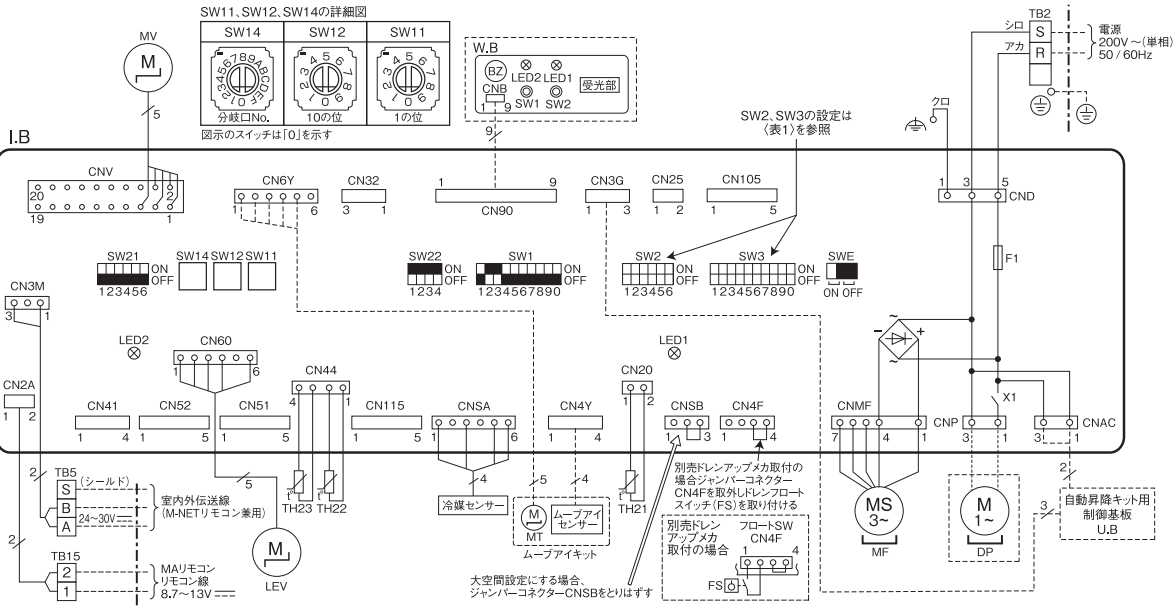 SW11、SW12、SW14の詳細図
SW14
SW12
SW11
0123456789ABCDEF
3 4 5 6 7 8 9 0 1 2
3 4 5 6 7 8 9 0 1 2
分岐口No.
10の位
1の位
図示のスイッチは「0」を示す
MV
M
5
W.B
BZ
LED2 LED1
CNB
1 9
SW1 SW2
受光部
9
SW2、SW3の設定は
〈表1〉を参照
TB2
シロ
S
アカ
R
電源
200V～(単相)
50/60Hz
クロ
I.B
CNV
20 2
19 1
CN6Y
1 6
CN32
3 1
1 9
CN90
CN3G
1 3
CN25
1 2
CN105
1 5
1 3 5
CND
F1
SW21
ON
OFF
123456
SW14 SW12 SW11
SW22
ON
OFF
1234
SW1
ON
OFF
1234567890
SW2
ON
OFF
123456
SW3
ON
OFF
1234567890
SWE
ON OFF
CN3M
3 1
LED2
CN60
1 6
LED1
～
－ ＋
～
CN2A
1 2
CN41
1 4
CN52
1 5
CN51
1 5
CN44
4 1
CN115
1 5
CNSA
1 6
CN4Y
1 4
CN20
1 2
CNSB
1 3
CN4F
1 4
CNMF
7 4 1
X1
CNP
3 1
CNAC
3 1
2
TB5
(シールド)
S
B
A
室内外伝送線
(M-NETリモコン兼用)
24～30V
2
TB15
2
1
MAリモコン
リモコン線
8.7～13V
5
M
LEV
t°
TH23
t°
TH22
4
冷媒センサー
5
4
M
MT
ムーブアイ
センサー
ムーブアイキット
t°
TH21
別売ドレンアップメカ取付の
場合ジャンパーコネクター
CN4Fを取外しドレンフロート
スイッチ(FS)を取り付ける
別売ドレン
アップメカ
取付の場合
フロートSW
CN4F
1 4
FS
大空間設定にする場合、
ジャンパーコネクターCNSBをとりはずす
MS
3～
MF
M
1～
DP
2
3
自動昇降キット用
制御基板
U.B